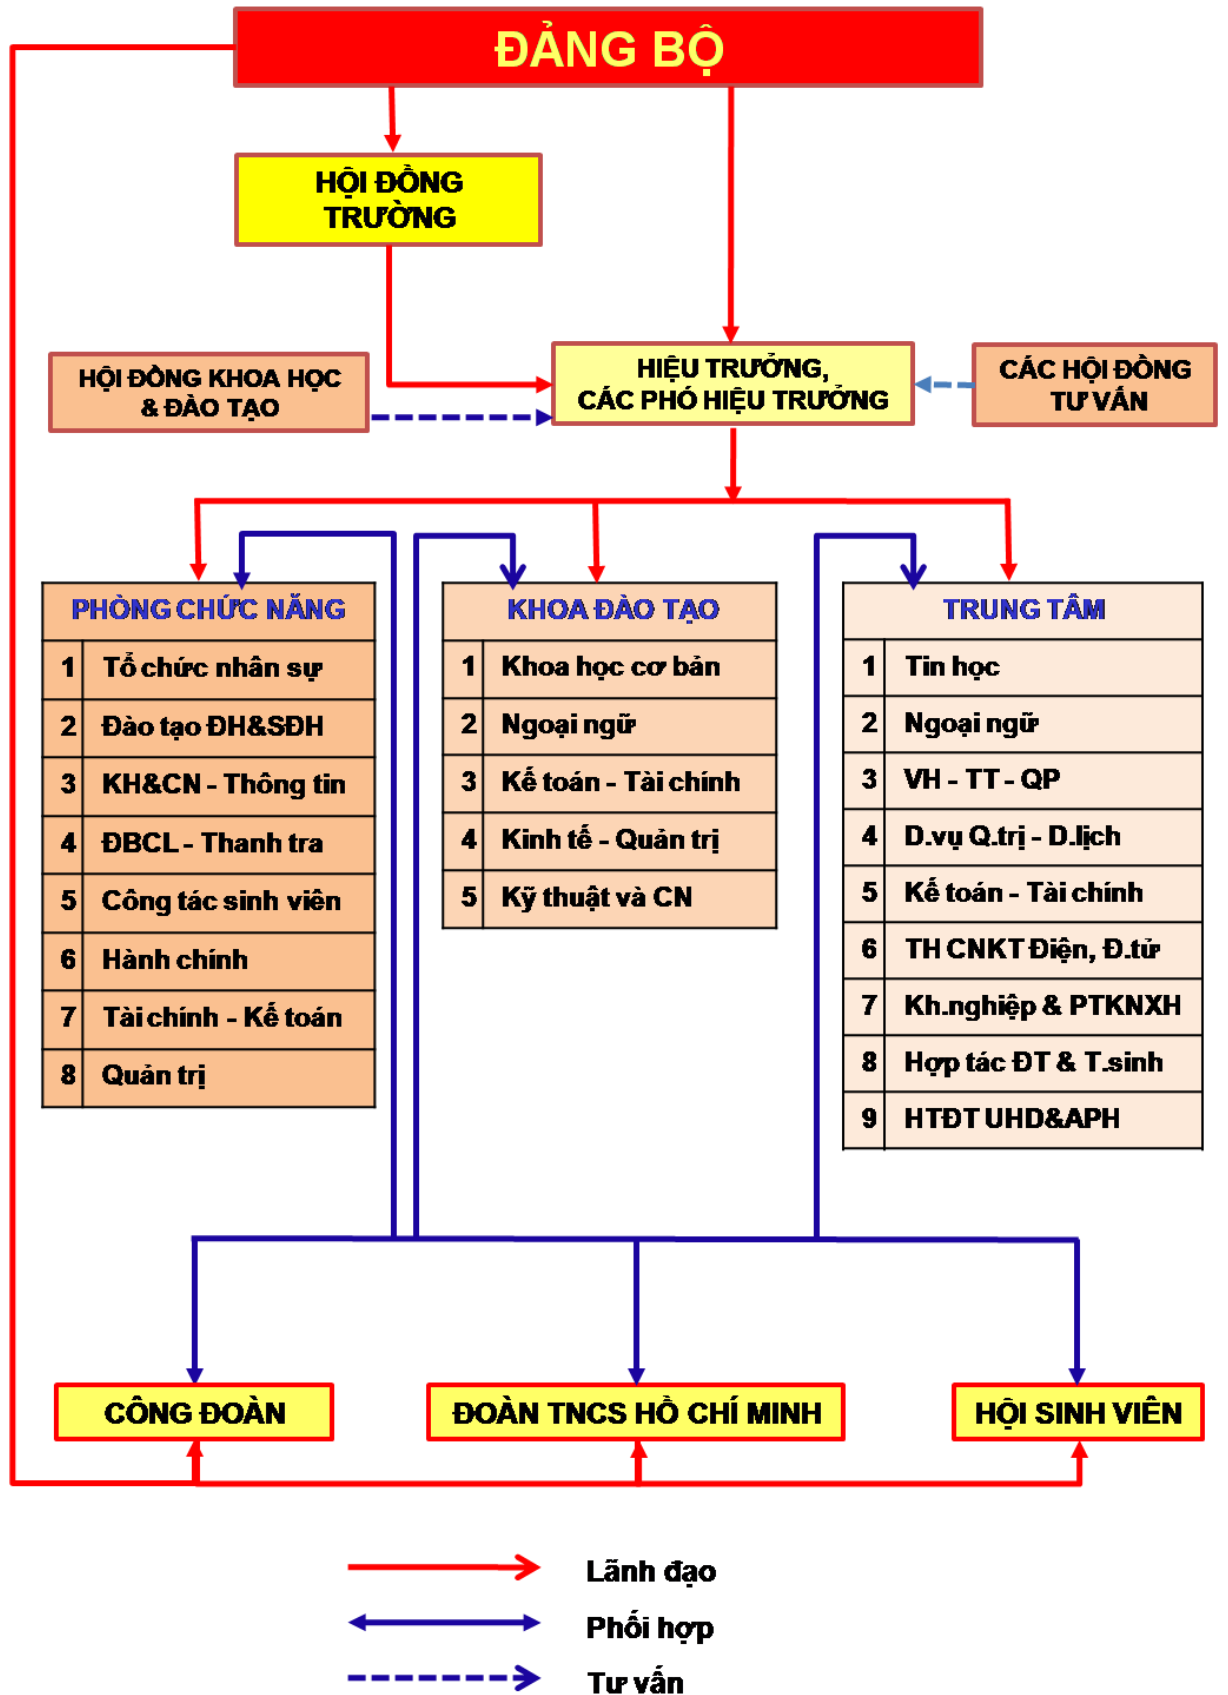 ĐẢNG BỘ
HỘI ĐỒNG
TRƯỜNG
HỘI ĐỒNG KHOA HỌC
& ĐÀO TẠO
HIỆU TRƯỞNG,
CÁC PHÓ HIỆU TRƯỞNG
CÁC HỘI ĐỒNG
TƯ VẤN
PHÒNG CHỨC NĂNG
1 Tổ chức nhân sự
2 Đào tạo ĐH&SĐH
3 KH&CN - Thông tin
4 ĐBCL - Thanh tra
5 Công tác sinh viên
6 Hành chính
7 Tài chính - Kế toán
8 Quản trị
KHOA ĐÀO TẠO
1 Khoa học cơ bản
2 Ngoại ngữ
3 Kế toán - Tài chính
4 Kinh tế - Quản trị
5 Kỹ thuật và CN
TRUNG TÂM
1 Tin học
2 Ngoại ngữ
3 VH - TT - QP
4 D.vụ Q.trị - D.lịch
5 Kế toán - Tài chính
6 TH CNKT Điện, Đ.tử
7 Kh.nghiệp & PTKNXH
8 Hợp tác ĐT & T.sinh
9 HTĐT UHD&APH
CÔNG ĐOÀN
ĐOÀN TNCS HỒ CHÍ MINH
HỘI SINH VIÊN
Lãnh đạo
Phối hợp
Tư vấn